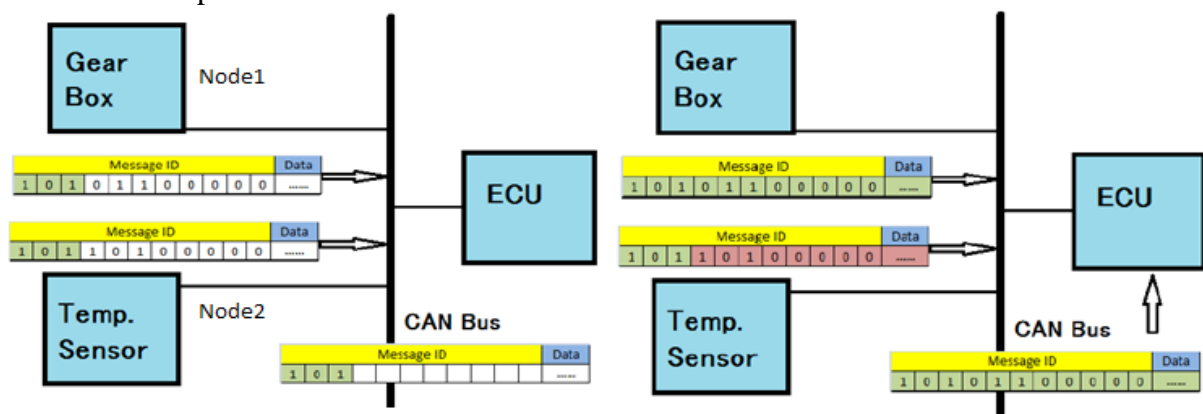 Gear
Box
Node1
Message ID Data
1 0 1 0 1 1 0 0 0 0 0 ......
Message ID Data
1 0 1 1 0 1 0 0 0 0 0 ......
ECU
Temp.
Sensor
Node2
CAN Bus
Message ID Data
1 0 1 ......
Gear
Box
Message ID Data
1 0 1 0 1 1 0 0 0 0 0 ......
Message ID Data
1 0 1 1 0 1 0 0 0 0 0 ......
ECU
Temp.
Sensor
CAN Bus
Message ID Data
1 0 1 0 1 1 0 0 0 0 0 ......